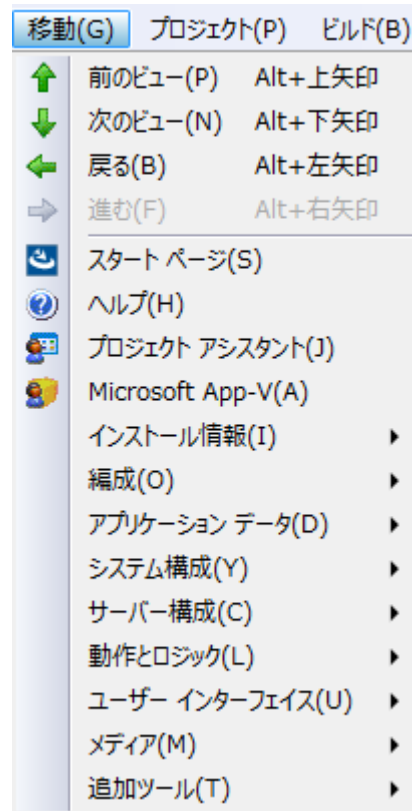 移動(G) プロジェクト(P) ビルド(B)
前のビュー(P) Alt+上矢印
次のビュー(N) Alt+下矢印
戻る(B) Alt+左矢印
進む(F) Alt+右矢印
スタート ページ(S)
ヘルプ(H)
プロジェクト アシスタント(J)
Microsoft App-V(A)
インストール情報(I)
編成(O)
アプリケーション データ(D)
システム構成(Y)
サーバー構成(C)
動作とロジック(L)
ユーザー インターフェイス(U)
メディア(M)
追加ツール(T)